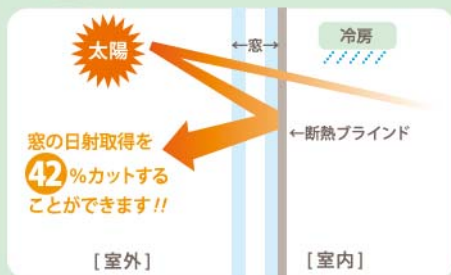 太陽
←窓→
冷房
←断熱ブラインド
窓の日射取得を
42%カットする
ことができます!!
[室外]
[室内]